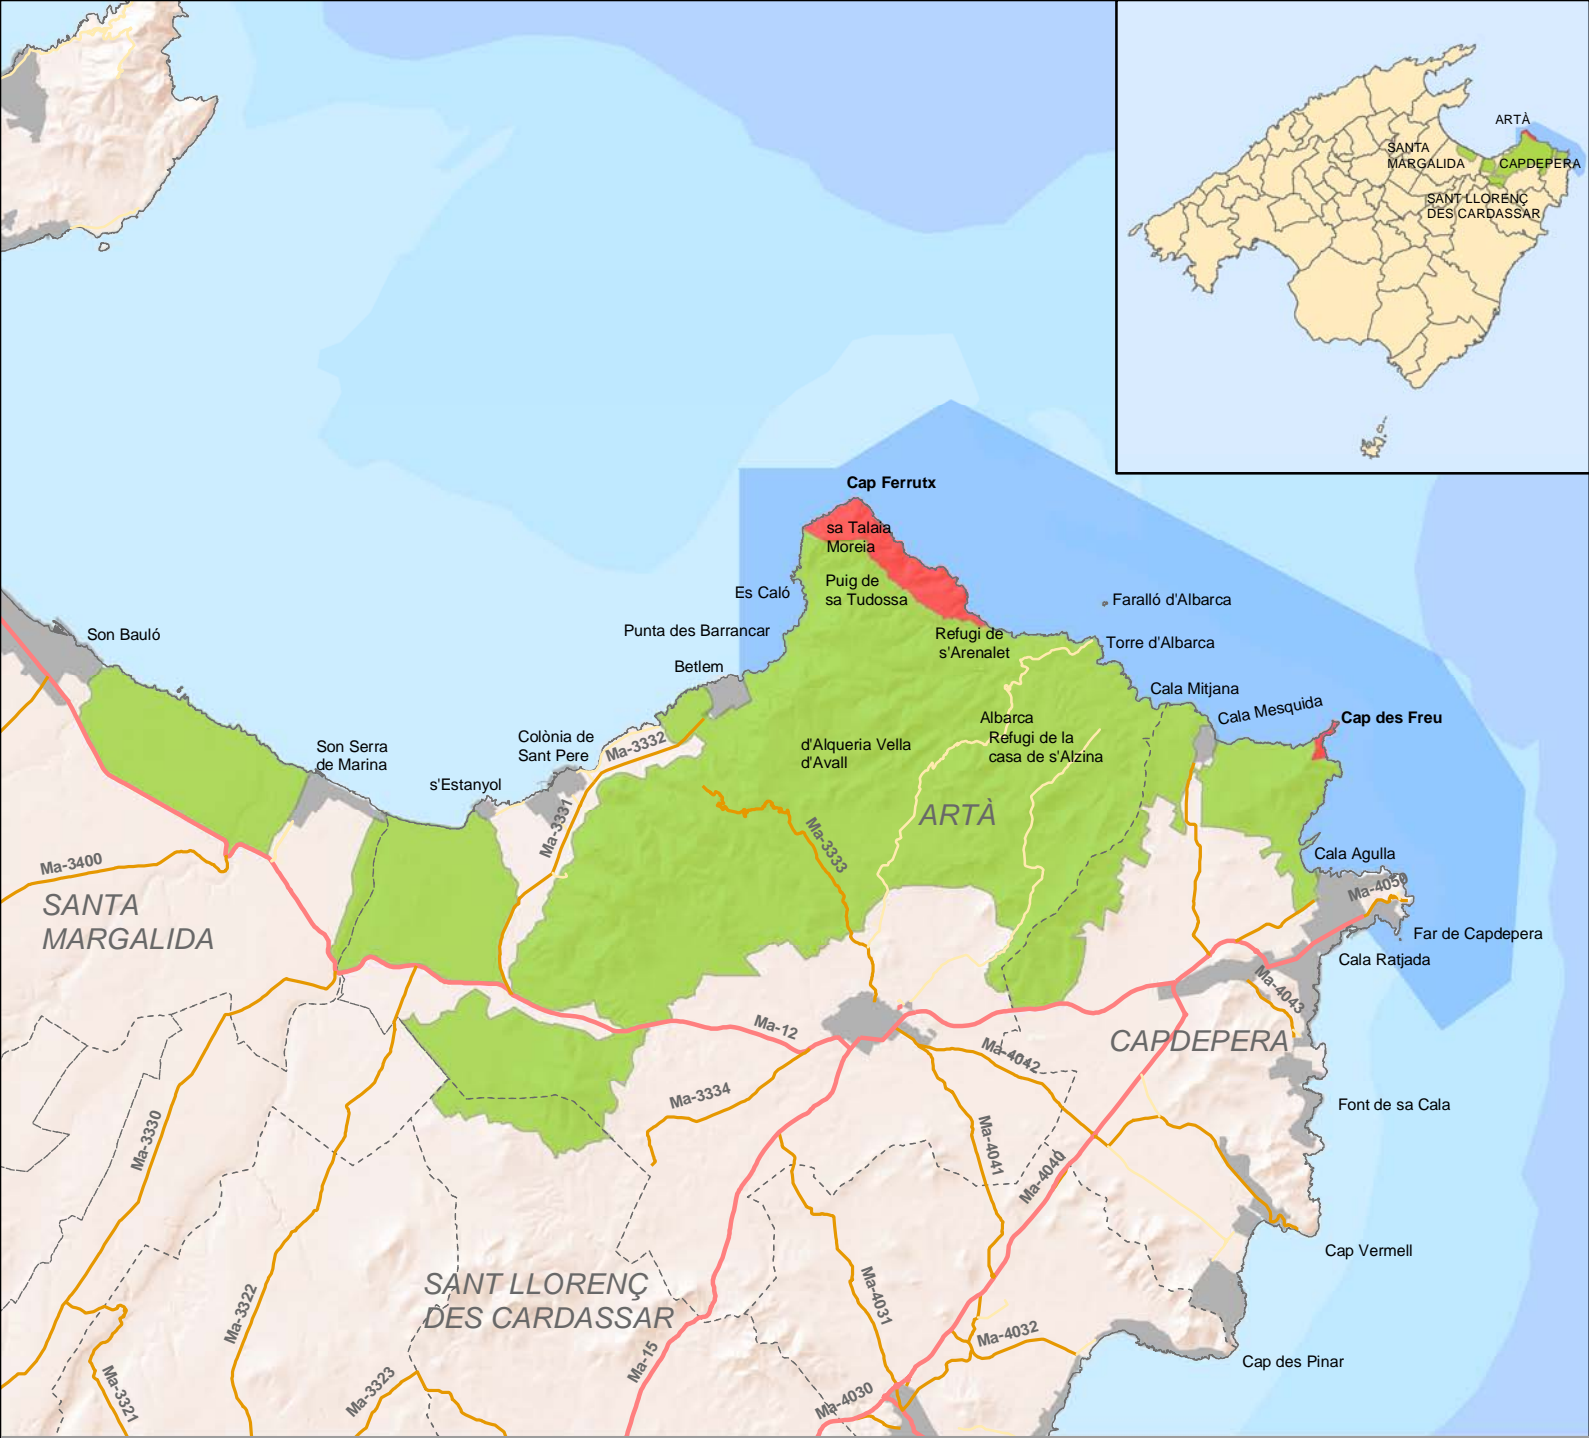 ARTÀ
SANTA
MARGALIDA
CAPDEPERA
SANT LLORENÇ
DES CARDASSAR
Cap Ferrutx
sa Talaia
Moreia
Puig de
sa Tudossa
Es Caló
Faralló d'Albarca
Punta des Barrancar
Son Bauló
Refugi de
s'Arenalet
Torre d'Albarca
Betlem
Cala Mitjana
Cala Mesquida
Cap des Freu
Albarca
Refugi de la
casa de s'Alzina
d'Alqueria Vella
d'Avall
Colònia de
Sant Pere
Ma-3332
Son Serra
de Marina
s'Estanyol
ARTÀ
Ma-3331
Ma-3333
Cala Agulla
Ma-3400
Ma-4050
SANTA
MARGALIDA
Far de Capdepera
Cala Ratjada
Ma-4043
Ma-12
CAPDEPERA
Ma-4042
Ma-3334
Font de sa Cala
Ma-3330
Ma-4041
Ma-4040
Cap Vermell
SANT LLORENÇ
DES CARDASSAR
Ma-3322
Ma-4031
Ma-4032
Ma-15
Cap des Pinar
Ma-3321
Ma-3323
Ma-4030